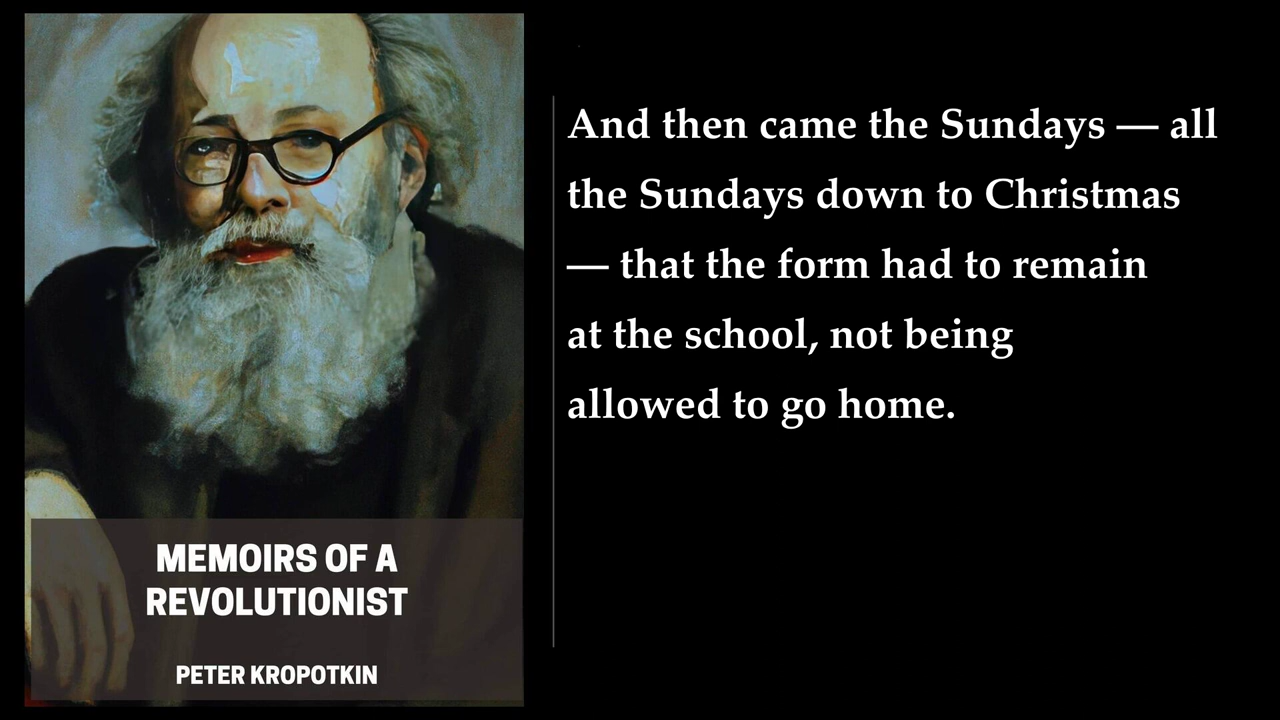 And then came the Sundays — all
the Sundays down to Christmas
— that the form had to remain
at the school, not being
allowed to go home.
MEMOIRS OF A
REVOLUTIONIST
PETER KROPOTKIN